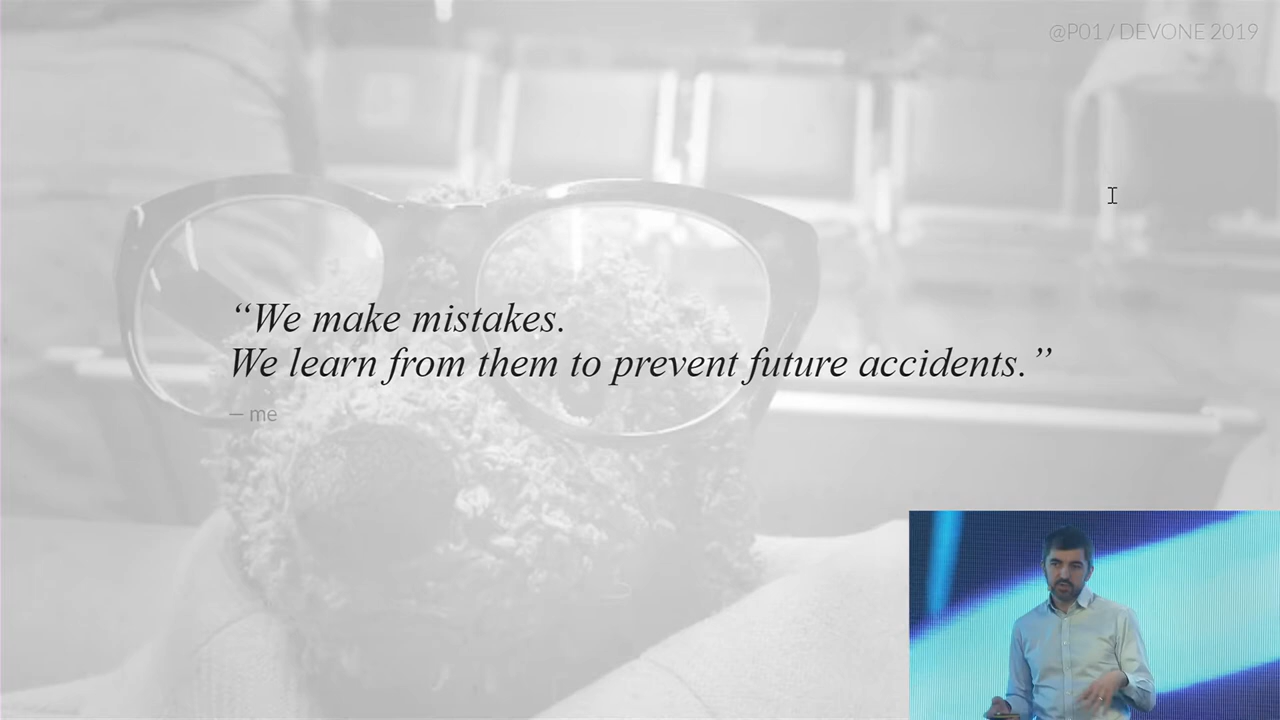 @P01 / DEVONE 2019
“We make mistakes.
We learn from them to prevent future accidents.”
— me